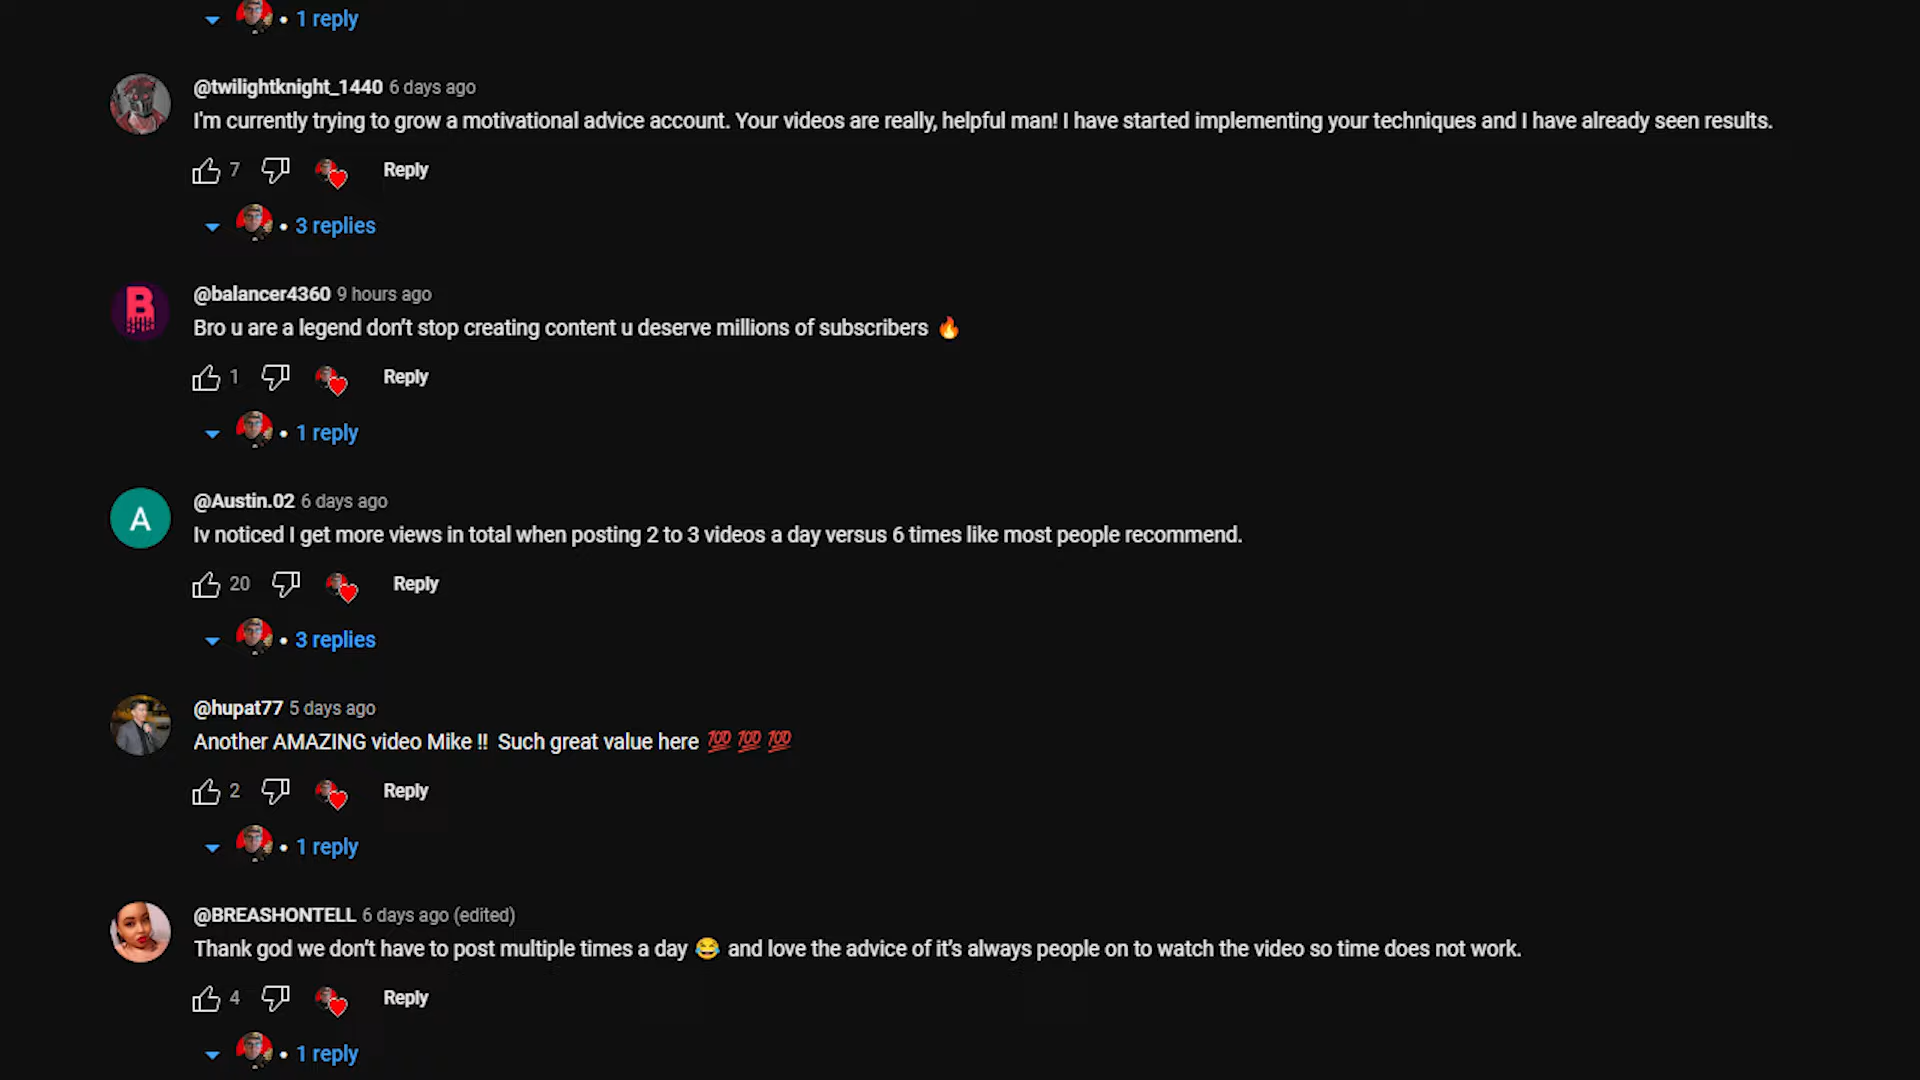 • 1 reply
@twilightknight_1440 6 days ago
I'm currently trying to grow a motivational advice account. Your videos are really, helpful man! I have started implementing your techniques and I have already seen results.
7 Reply
• 3 replies
B
@balancer4360 9 hours ago
Bro u are a legend don't stop creating content u deserve millions of subscribers 🔥
1 Reply
• 1 reply
A
@Austin.02 6 days ago
Iv noticed I get more views in total when posting 2 to 3 videos a day versus 6 times like most people recommend.
20 Reply
• 3 replies
@hupat77 5 days ago
Another AMAZING video Mike !! Such great value here 💯 💯 💯
2 Reply
• 1 reply
@BREASHONTELL 6 days ago (edited)
Thank god we don't have to post multiple times a day 😂 and love the advice of it's always people on to watch the video so time does not work.
4 Reply
• 1 reply